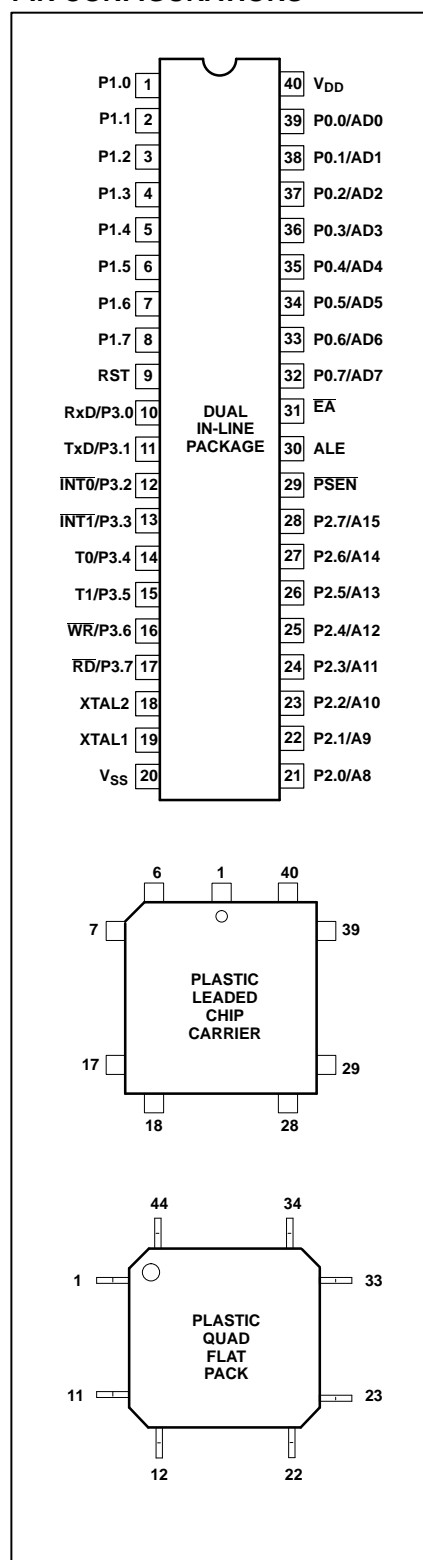 PIN CONFIGURATIONS
P1.0 1 40 VDD
P1.1 2 39 P0.0/AD0
P1.2 3 38 P0.1/AD1
P1.3 4 37 P0.2/AD2
P1.4 5 36 P0.3/AD3
P1.5 6 35 P0.4/AD4
P1.6 7 34 P0.5/AD5
P1.7 8 33 P0.6/AD6
RST 9 32 P0.7/AD7
RxD/P3.0 10 31 EA
DUAL
IN-LINE
PACKAGE
TxD/P3.1 11 30 ALE
INT0/P3.2 12 29 PSEN
INT1/P3.3 13 28 P2.7/A15
T0/P3.4 14 27 P2.6/A14
T1/P3.5 15 26 P2.5/A13
WR/P3.6 16 25 P2.4/A12
RD/P3.7 17 24 P2.3/A11
XTAL2 18 23 P2.2/A10
XTAL1 19 22 P2.1/A9
VSS 20 21 P2.0/A8
6 1 40
7 39
PLASTIC
LEADED
CHIP
CARRIER
17 29
18 28
44 34
1 33
PLASTIC
QUAD
FLAT
PACK
11 23
12 22